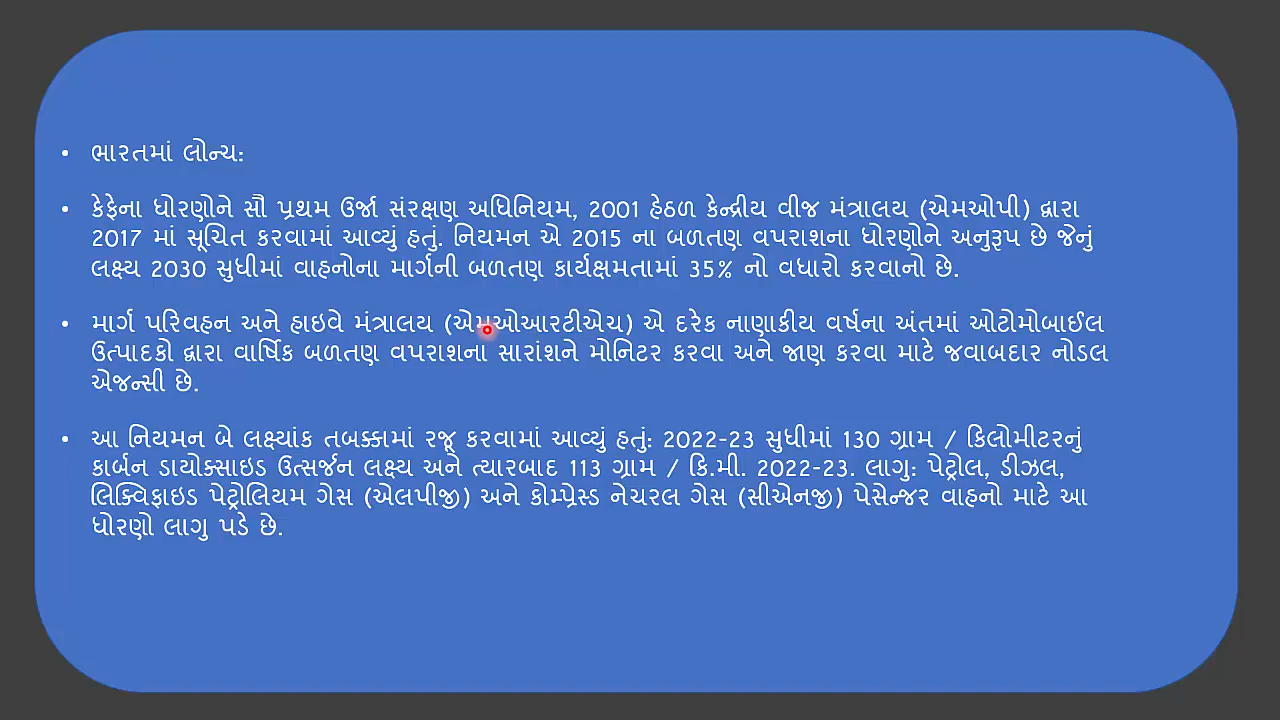 • ભારતમાં લોન્ચ:
• કેફેના ધોરણોને સૌ પ્રથમ ઉર્જા સંરક્ષણ અધિનિયમ, 2001 હેઠળ કેન્દ્રીય વીજ મંત્રાલય (એમઓપી) દ્વારા
2017 માં સૂચિત કરવામાં આવ્યું હતું. નિયમન એ 2015 ના બળતણ વપરાશના ધોરણોને અનુરૂપ છે જેનું
લક્ષ્ય 2030 સુધીમાં વાહનોના માર્ગની બળતણ કાર્યક્ષમતામાં 35% નો વધારો કરવાનો છે.
• માર્ગ પરિવહન અને હાઇવે મંત્રાલય (એમઓઆરટીએચ) એ દરેક નાણાકીય વર્ષના અંતમાં ઓટોમોબાઈલ
ઉત્પાદકો દ્વારા વાર્ષિક બળતણ વપરાશના સારાંશને મોનિટર કરવા અને જાણ કરવા માટે જવાબદાર નોડલ
એજન્સી છે.
• આ નિયમન બે લક્ષ્યાંક તબક્કામાં રજૂ કરવામાં આવ્યું હતું: 2022-23 સુધીમાં 130 ગ્રામ / કિલોમીટરનું
કાર્બન ડાયોક્સાઇડ ઉત્સર્જન લક્ષ્ય અને ત્યારબાદ 113 ગ્રામ / કિ.મી. 2022-23. લાગુ: પેટ્રોલ, ડીઝલ,
લિક્વિફાઇડ પેટ્રોલિયમ ગેસ (એલપીજી) અને કોમ્પ્રેસ્ડ નેચરલ ગેસ (સીએનજી) પેસેન્જર વાહનો માટે આ
ધોરણો લાગુ પડે છે.